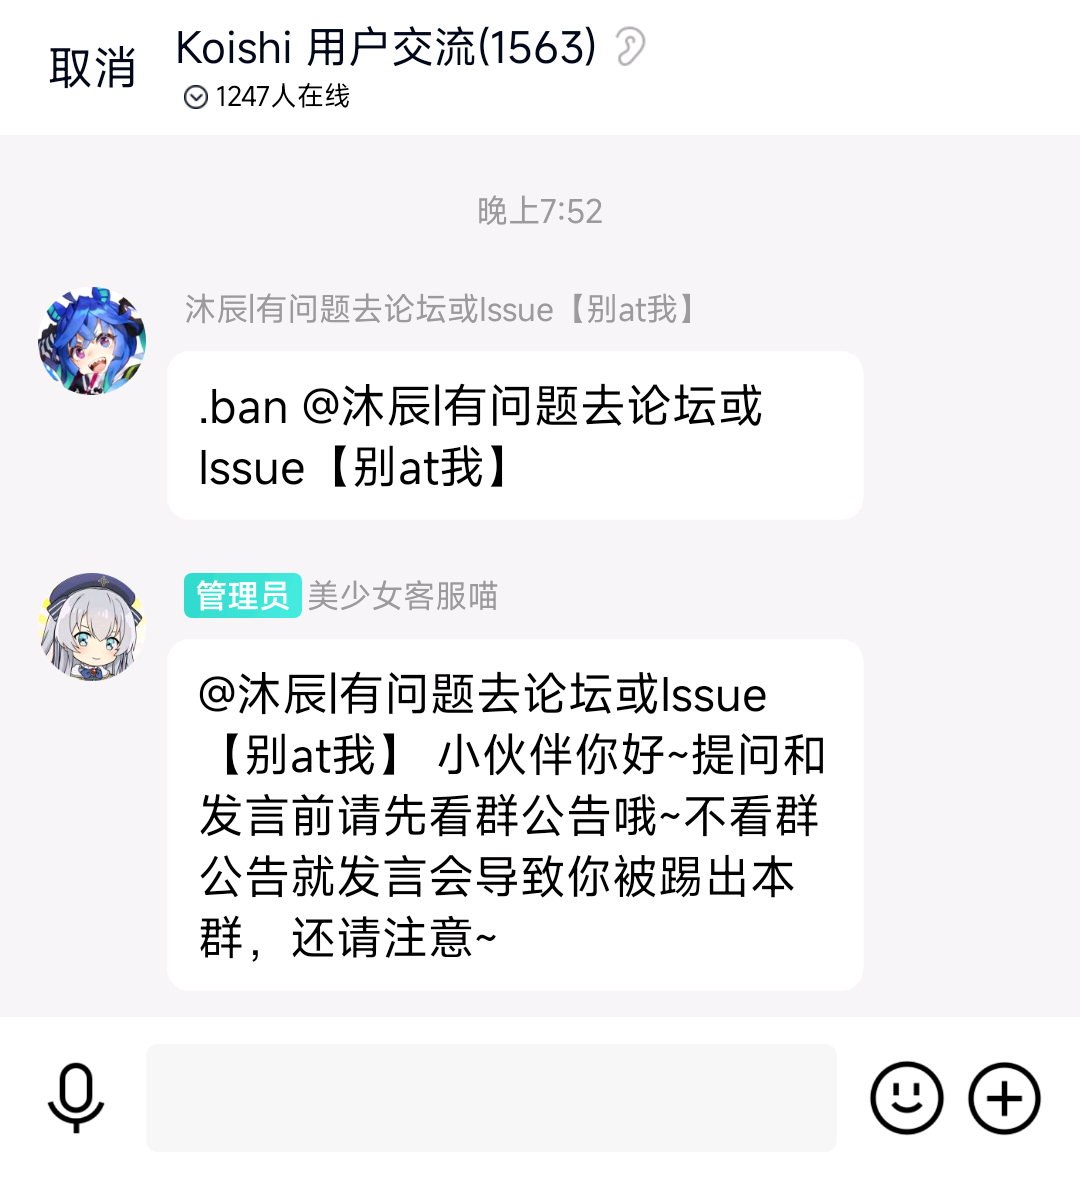 取消
Koishi 用户交流(1563)
1247人在线
晚上7:52
沐辰|有问题去论坛或Issue【别at我】
.ban @沐辰|有问题去论坛或
Issue【别at我】
管理员 美少女客服喵
@沐辰|有问题去论坛或Issue
【别at我】 小伙伴你好~提问和
发言前请先看群公告哦~不看群
公告就发言会导致你被踢出本
群，还请注意~